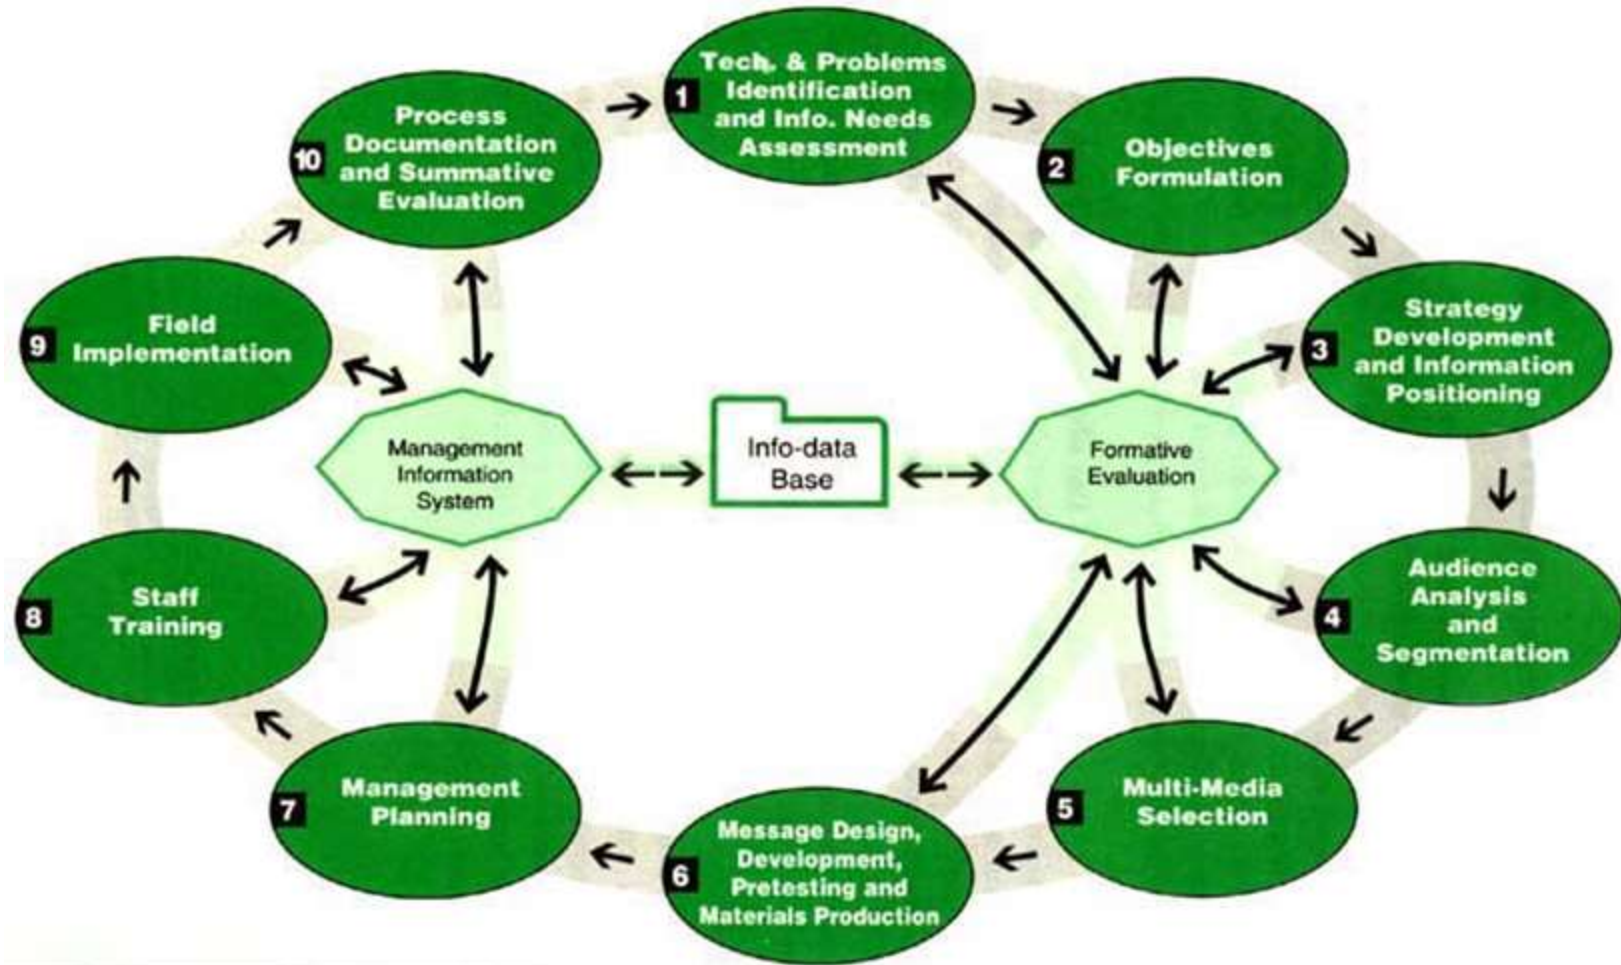 1
Tech. & Problems
Identification
and Info. Needs
Assessment
2
Objectives
Formulation
3
Strategy
Development
and Information
Positioning
4
Audience
Analysis
and
Segmentation
5
Multi-Media
Selection
6
Message Design,
Development,
Pretesting and
Materials Production
7
Management
Planning
8
Staff
Training
9
Field
Implementation
10
Process
Documentation
and Summative
Evaluation
Management
Information
System
Info-data
Base
Formative
Evaluation